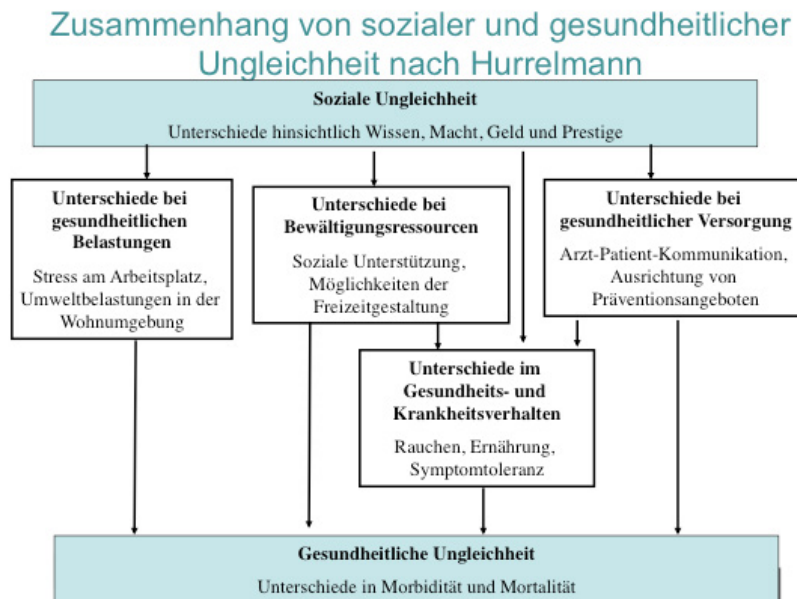 Zusammenhang von sozialer und gesundheitlicher
Ungleichheit nach Hurrelmann
Soziale Ungleichheit
Unterschiede hinsichtlich Wissen, Macht, Geld und Prestige
Unterschiede bei
gesundheitlichen
Belastungen
Stress am Arbeitsplatz,
Umweltbelastungen in der
Wohnumgebung
Unterschiede bei
Bewältigungsressourcen
Soziale Unterstützung,
Möglichkeiten der
Freizeitgestaltung
Unterschiede bei
gesundheitlicher Versorgung
Arzt-Patient-Kommunikation,
Ausrichtung von
Präventionsangeboten
Unterschiede im
Gesundheits- und
Krankheitsverhalten
Rauchen, Ernährung,
Symptomtoleranz
Gesundheitliche Ungleichheit
Unterschiede in Morbidität und Mortalität